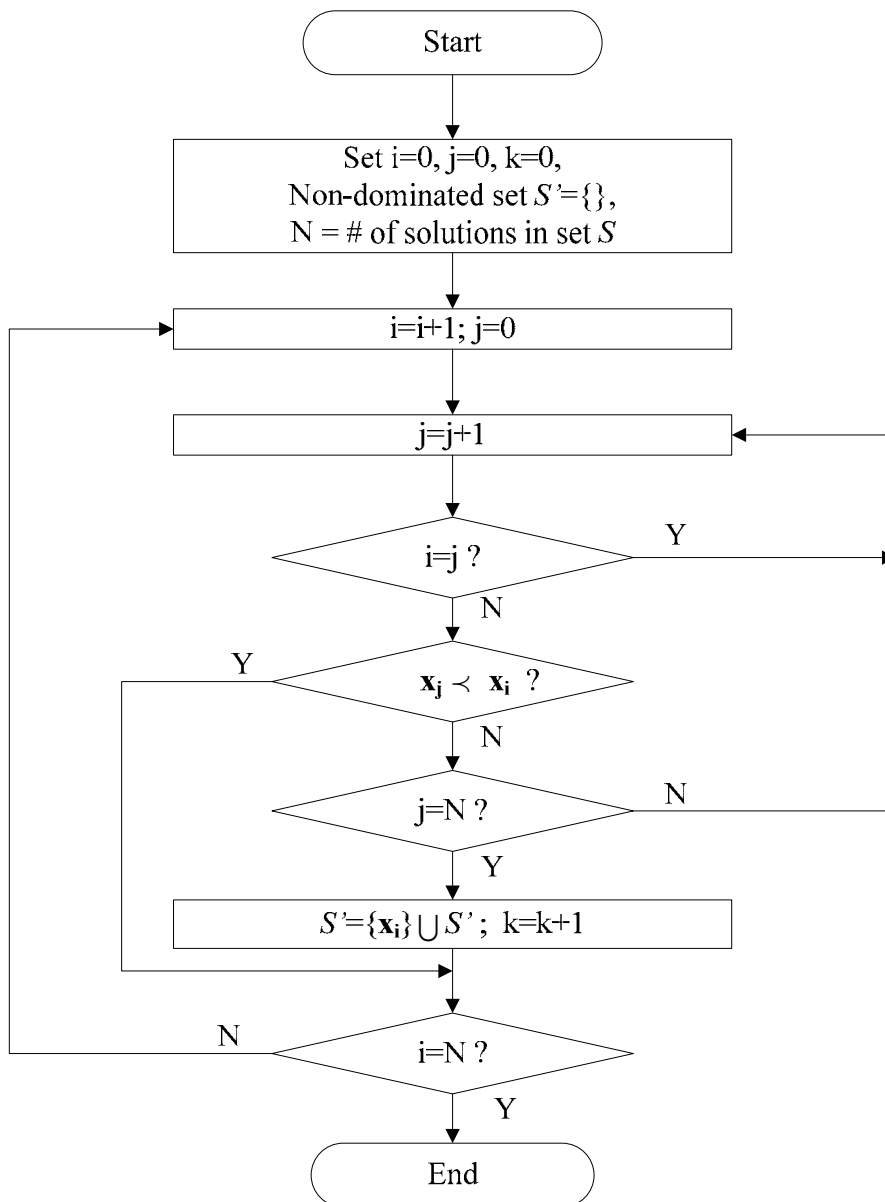 Start
Set i=0, j=0, k=0,
Non-dominated set S’={},
N = # of solutions in set S
i=i+1; j=0
j=j+1
i=j ?
Y
N
Y
xj ≺ xi ?
N
j=N ?
N
Y
S’={xi}⋃S’ ; k=k+1
N
i=N ?
Y
End